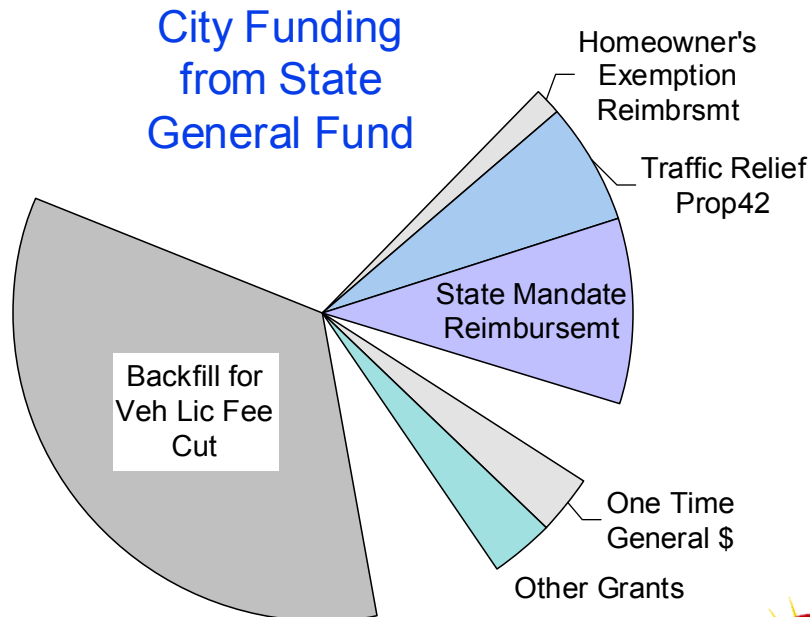 City Funding
from State
General Fund
Homeowner's
Exemption
Reimbrsmt
Traffic Relief
Prop42
State Mandate
Reimbursemt
Backfill for
Veh Lic Fee
Cut
One Time
General $
Other Grants